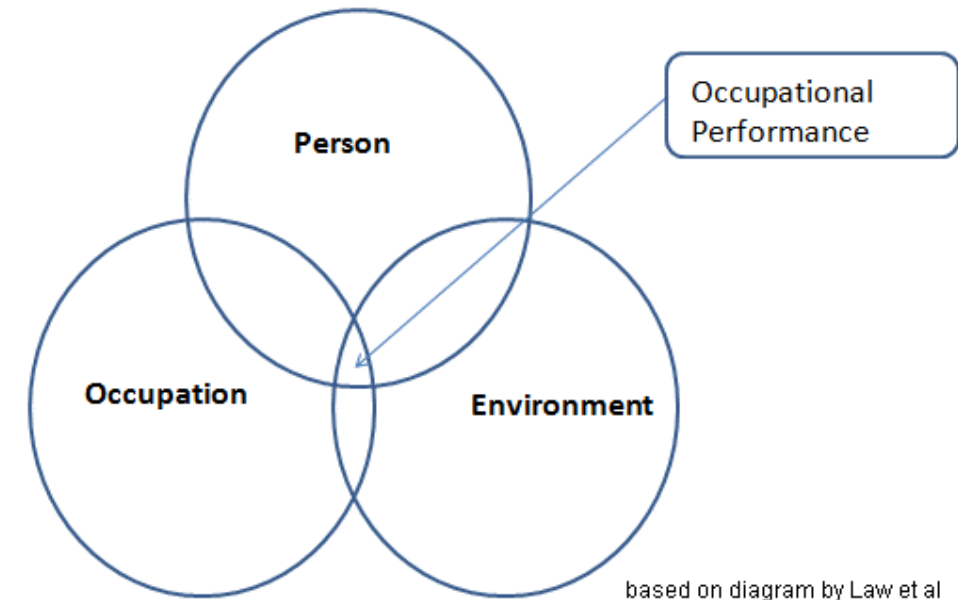 Person
Occupational
Performance
Occupation
Environment
based on diagram by Law et al